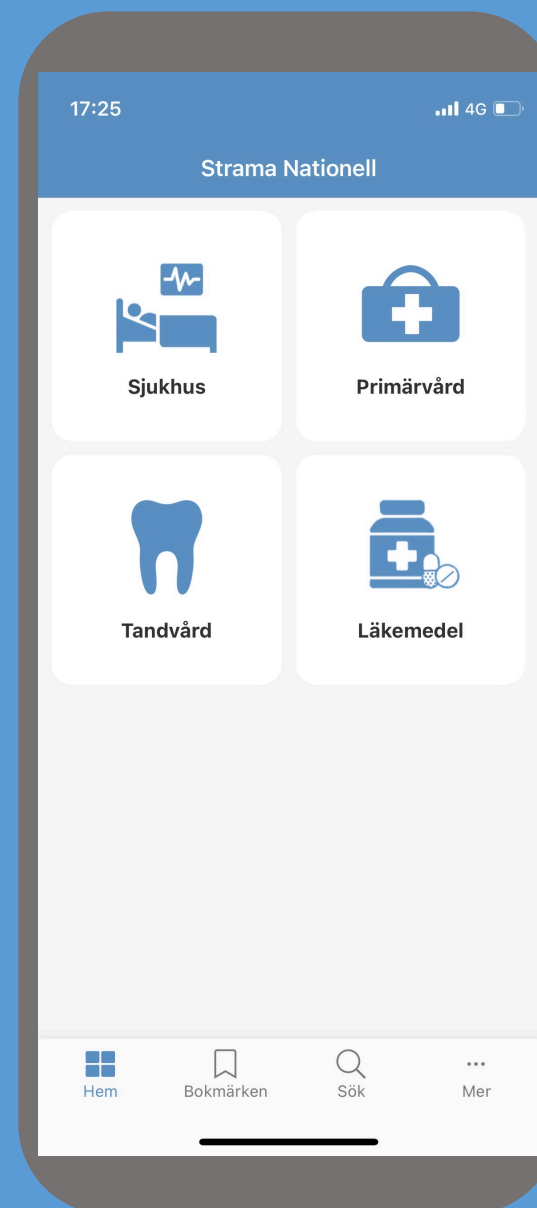 17:25 4G
Strama Nationell
Sjukhus Primärvård
Tandvård Läkemedel
Hem Bokmärken Sök Mer